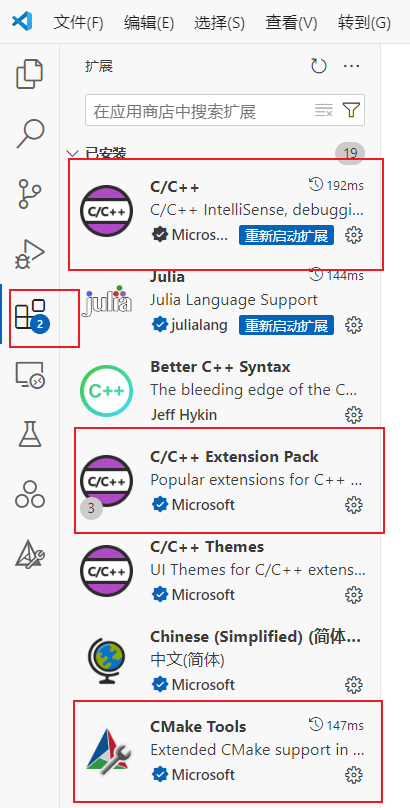 文件(F) 编辑(E) 选择(S) 查看(V) 转到(G)
扩展
在应用商店中搜索扩展
已安装 19
C/C++ 192ms
C/C++ IntelliSense, debuggi...
Micros... 重新启动扩展
C/C++
Julia 144ms
Julia Language Support
julialang 重新启动扩展
julia
2
Better C++ Syntax
The bleeding edge of the C...
Jeff Hykin
C++
C/C++ Extension Pack
Popular extensions for C++ ...
Microsoft
C/C++
3
C/C++ Themes
UI Themes for C/C++ extens...
Microsoft
C/C++
Chinese (Simplified) (简体...
中文(简体)
Microsoft
CMake Tools 147ms
Extended CMake support in ...
Microsoft